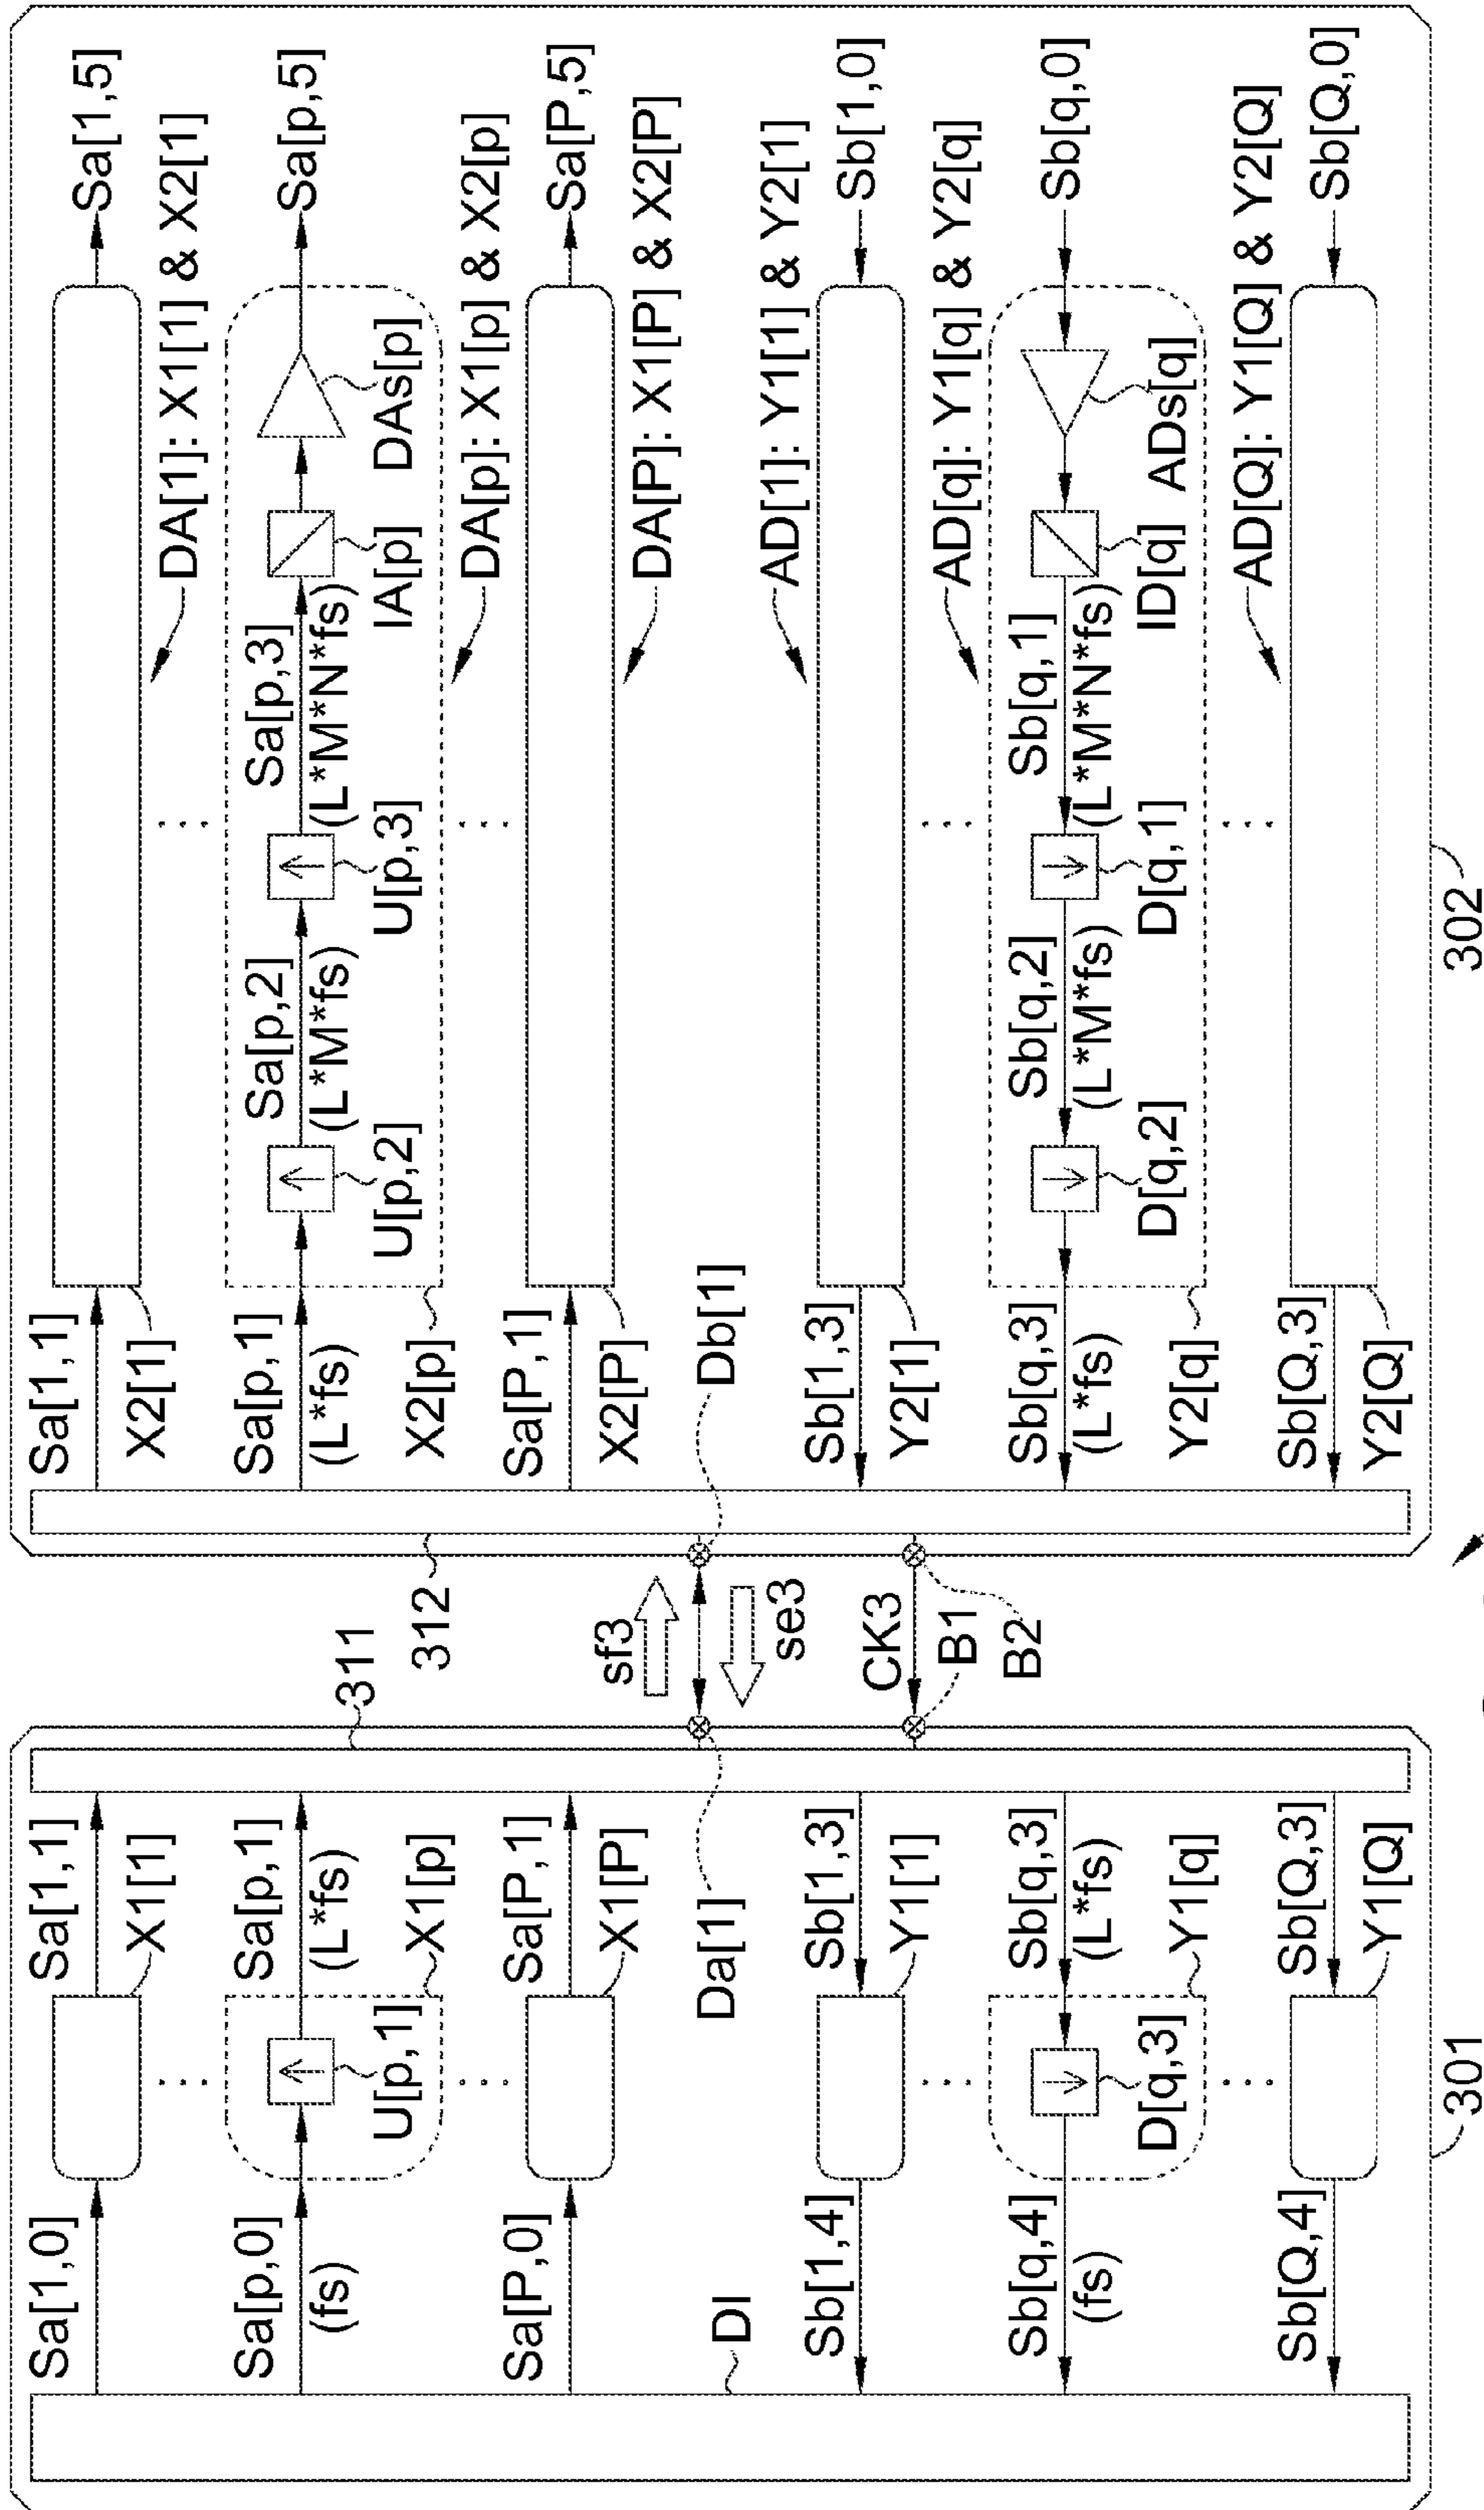 Sa[1,0]
Sa[1,1]
X1[1]
Sa[p,0]
(fs)
U[p,1]
Sa[p,1]
(L*fs)
X1[p]
Sa[P,0]
Sa[P,1]
X1[P]
DI
Da[1]
Sb[1,4]
Sb[1,3]
Y1[1]
Sb[q,4]
(fs)
D[q,3]
Sb[q,3]
(L*fs)
Y1[q]
Sb[Q,4]
Sb[Q,3]
Y1[Q]
301
311
312
sf3
se3
CK3
B1
B2
Sa[1,1]
X2[1]
Sa[1,5]
DA[1]: X1[1] & X2[1]
Sa[p,1]
(L*fs)
X2[p]
U[p,2]
Sa[p,2]
(L*M*fs)
U[p,3]
Sa[p,3]
(L*M*N*fs)
IA[p]
DAs[p]
Sa[p,5]
DA[p]: X1[p] & X2[p]
Sa[P,1]
X2[P]
Sa[P,5]
DA[P]: X1[P] & X2[P]
Db[1]
Sb[1,3]
Y2[1]
AD[1]: Y1[1] & Y2[1]
Sb[1,0]
AD[q]: Y1[q] & Y2[q]
Sb[q,3]
(L*fs)
Y2[q]
D[q,2]
Sb[q,2]
(L*M*fs)
D[q,1]
Sb[q,1]
(L*M*N*fs)
ID[q]
ADs[q]
Sb[q,0]
AD[Q]: Y1[Q] & Y2[Q]
Sb[Q,3]
Y2[Q]
Sb[Q,0]
302